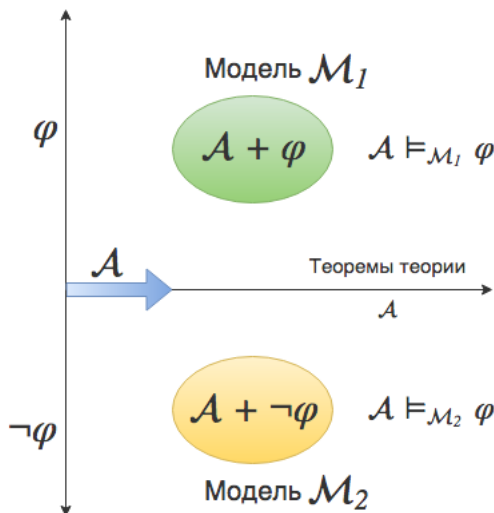 Модель ℳ1
φ
𝒜 + φ
𝒜 ⊨ℳ1 φ
𝒜
Теоремы теории
𝒜
¬φ
𝒜 + ¬φ
𝒜 ⊨ℳ2 φ
Модель ℳ2